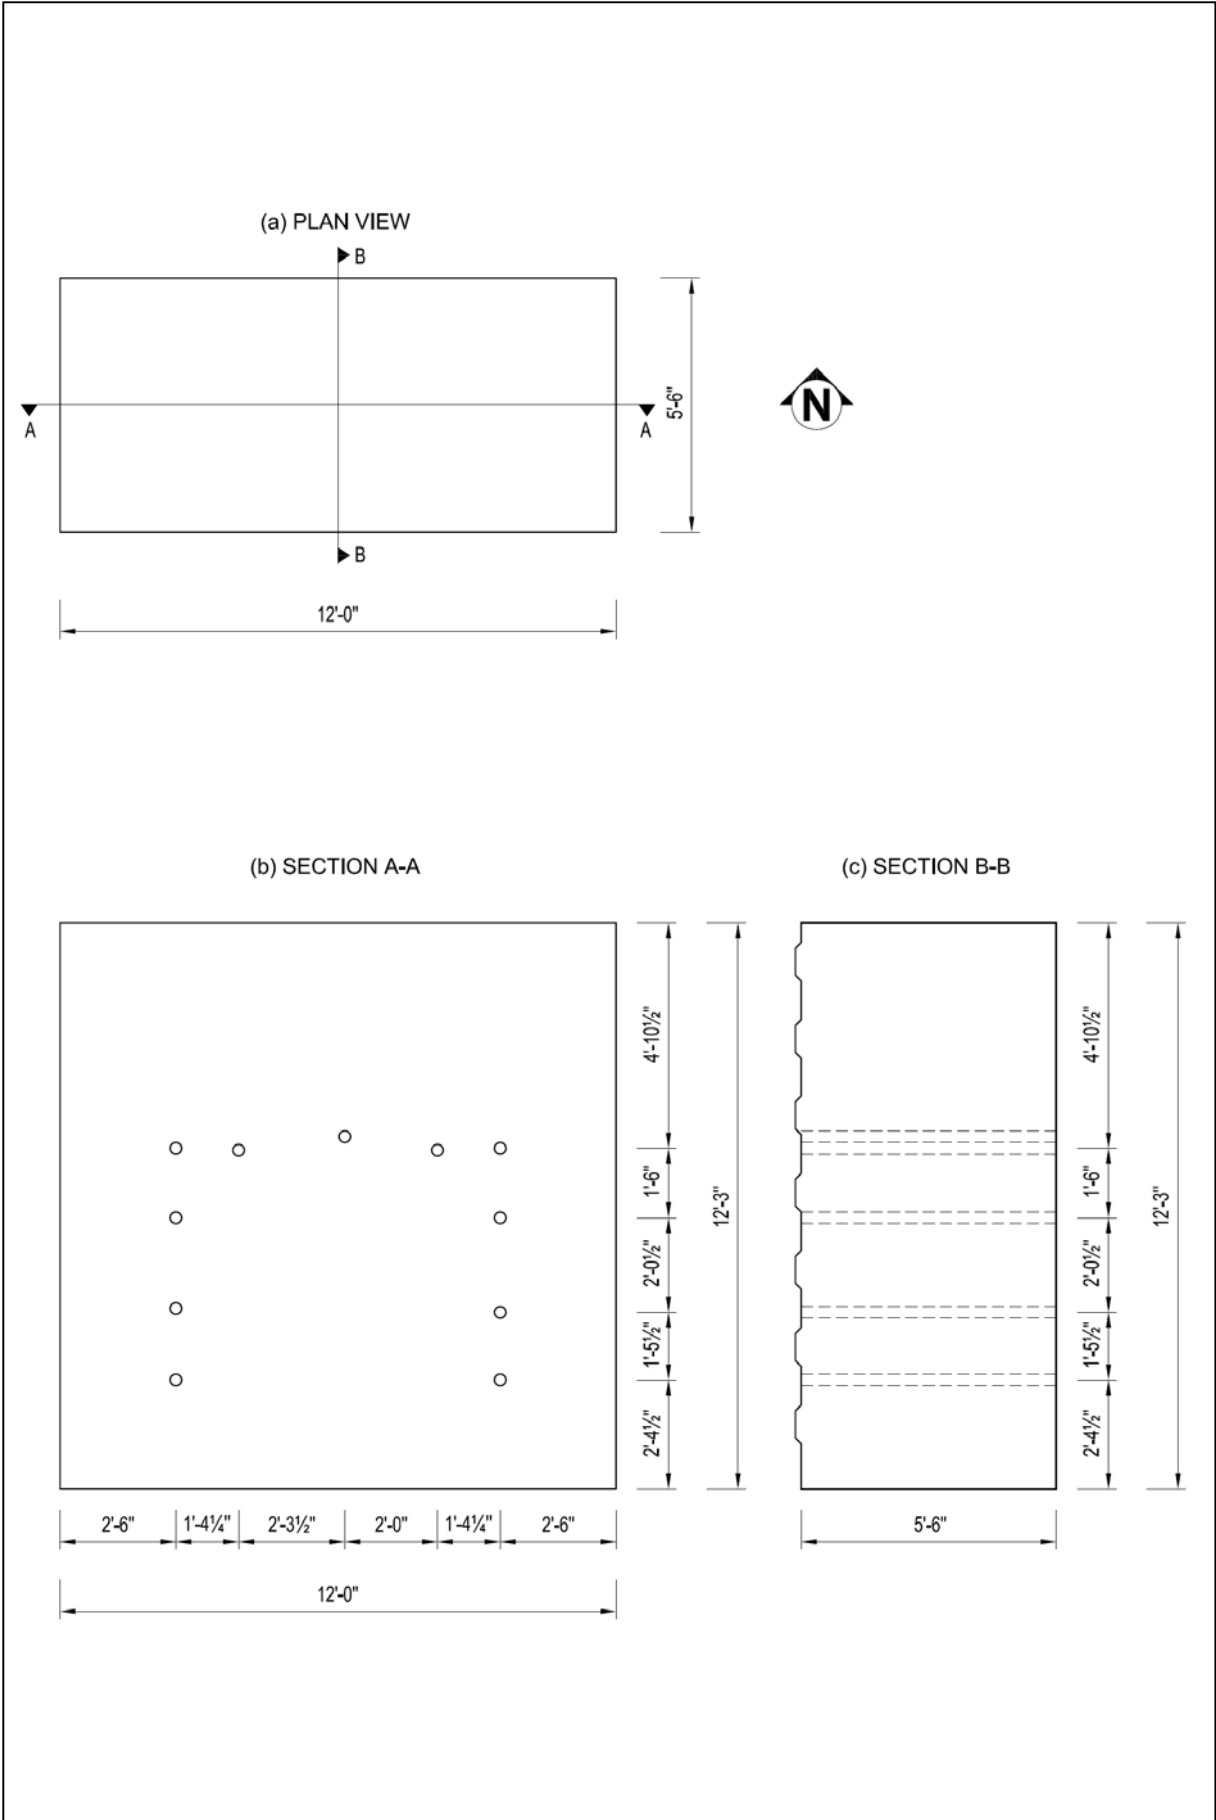 (a) PLAN VIEW
B
A
A
5'-6"
N
B
12'-0"
(b) SECTION A-A
(c) SECTION B-B
4'-10½"
1'-6"
2'-0½"
1'-5½"
2'-4½"
12'-3"
4'-10½"
1'-6"
2'-0½"
1'-5½"
2'-4½"
12'-3"
2'-6" 1'-4¼" 2'-3½" 2'-0" 1'-4¼" 2'-6"
5'-6"
12'-0"